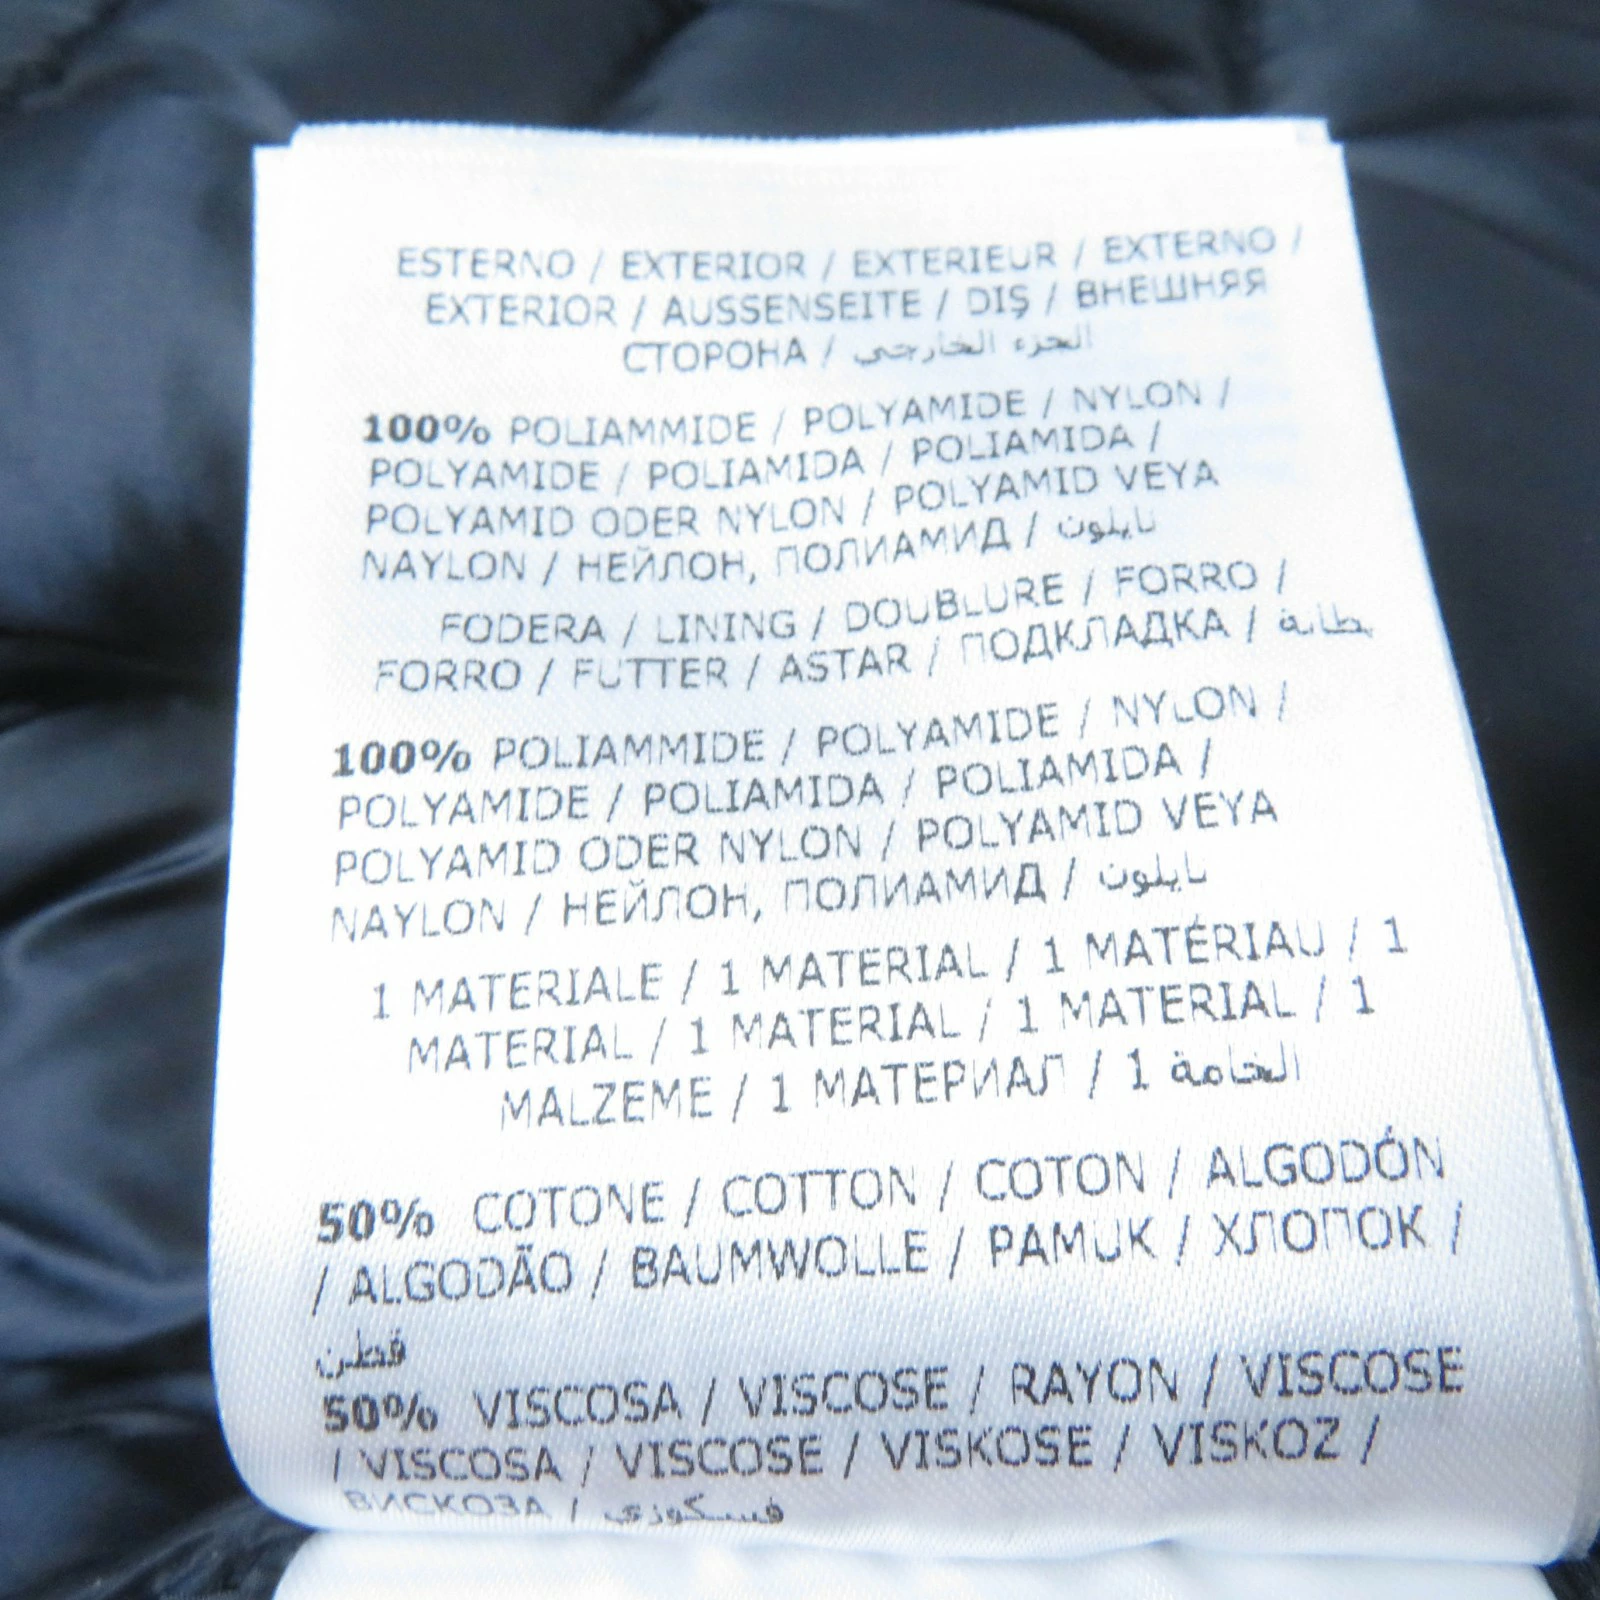 ESTERNO / EXTERIOR / EXTERIEUR / EXTERNO /
EXTERIOR / AUSSENSEITE / DIŞ / ВНЕШНЯЯ
СТОРОНА / الجزء الخارجي
100% POLIAMMIDE / POLYAMIDE / NYLON /
POLYAMIDE / POLIAMIDA / POLIAMIDA /
POLYAMID ODER NYLON / POLYAMID VEYA
NAYLON / НЕЙЛОН, ПОЛИАМИД / نايلون
FODERA / LINING / DOUBLURE / FORRO /
FORRO / FUTTER / ASTAR / ПОДКЛАДКА / بطانة
100% POLIAMMIDE / POLYAMIDE / NYLON /
POLYAMIDE / POLIAMIDA / POLIAMIDA /
POLYAMID ODER NYLON / POLYAMID VEYA
NAYLON / НЕЙЛОН, ПОЛИАМИД / نايلون
1 MATERIALE / 1 MATERIAL / 1 MATÉRIAU / 1
MATERIAL / 1 MATERIAL / 1 MATERIAL / 1
MALZEME / 1 МАТЕРИАЛ / 1 الخامة
50% COTONE / COTTON / COTON / ALGODÓN
/ ALGODÃO / BAUMWOLLE / PAMUK / ХЛОПОК /
قطن
50% VISCOSA / VISCOSE / RAYON / VISCOSE
/ VISCOSA / VISCOSE / VISKOSE / VISKOZ /
ВИСКОЗА / فسكوزي